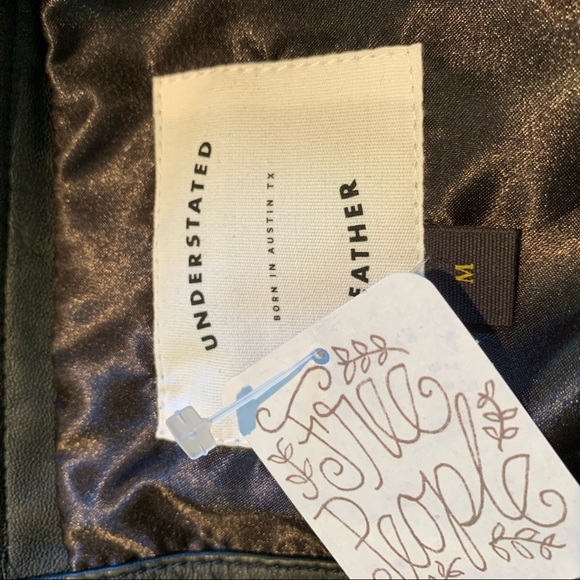 UNDERSTATED
BORN IN AUSTIN TX
EATHER
M
Free
People